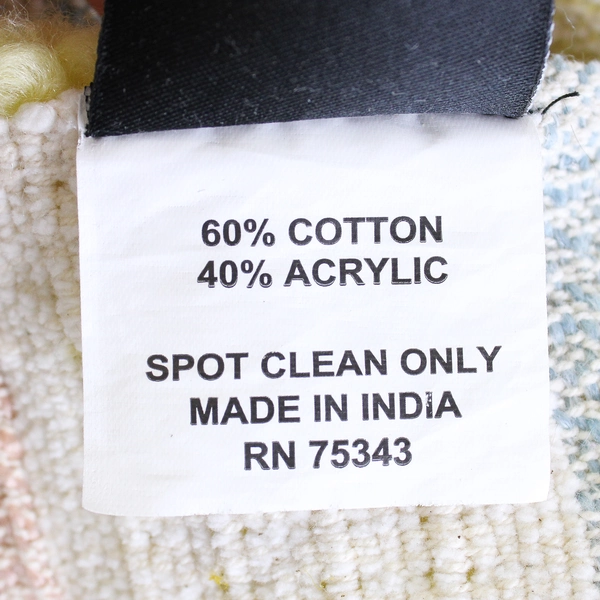 60% COTTON
40% ACRYLIC
SPOT CLEAN ONLY
MADE IN INDIA
RN 75343